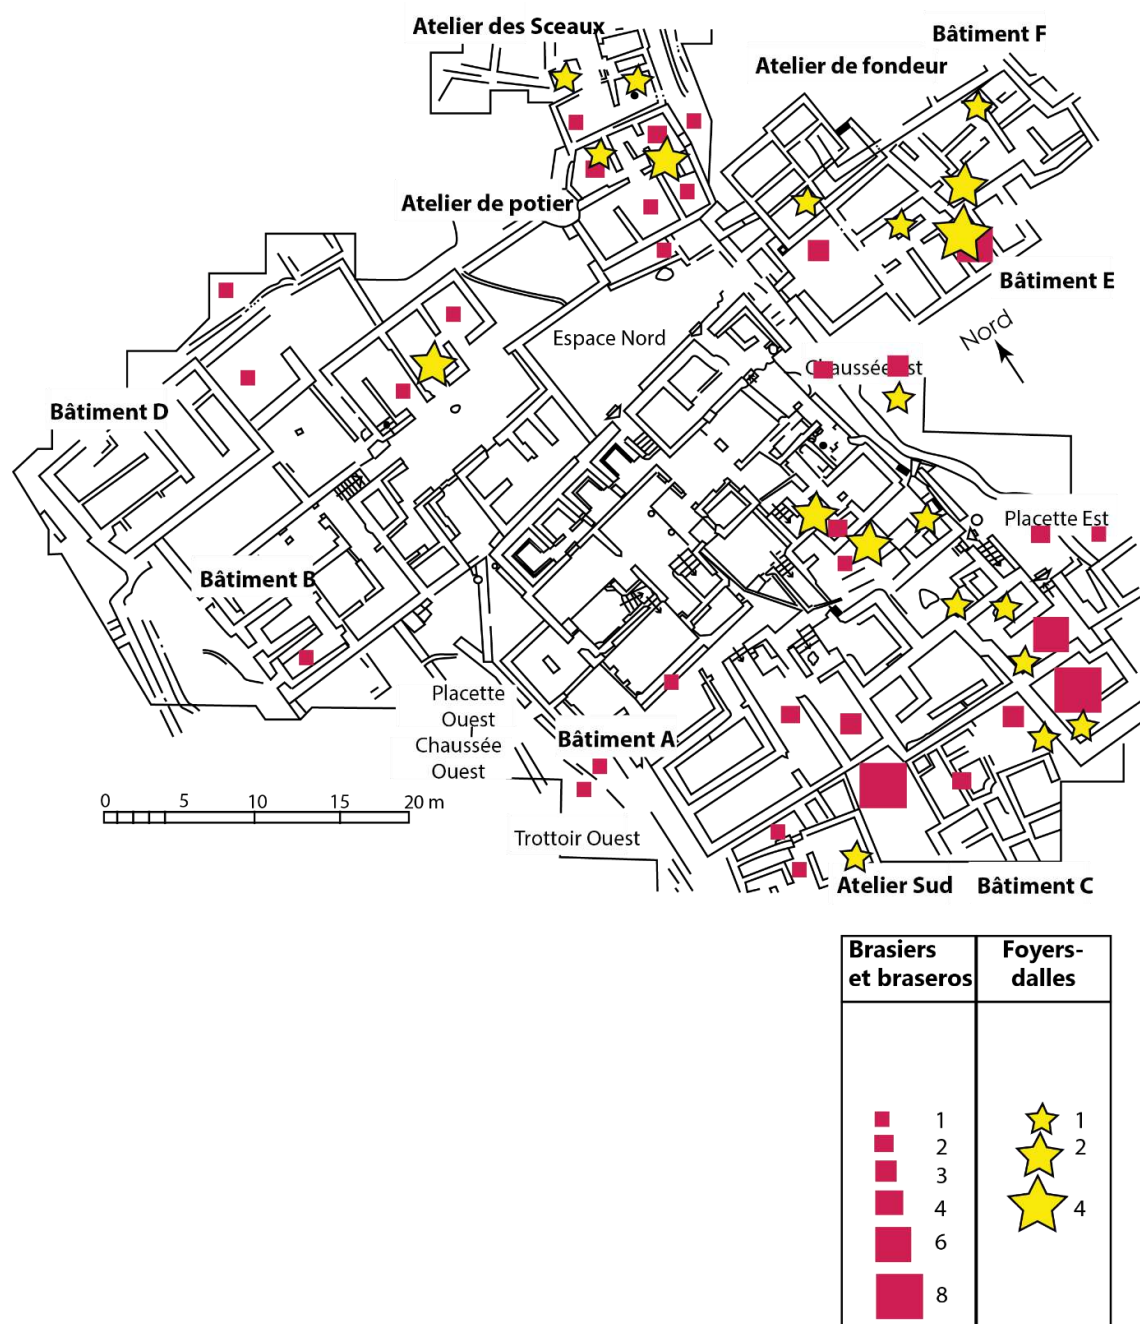 Atelier des Sceaux
Bâtiment F
Atelier de fondeur
Atelier de potier
Bâtiment E
Nord
Espace Nord
Chaussée Est
Bâtiment D
Placette Est
Bâtiment B
Placette
Ouest
Chaussée
Ouest
Bâtiment A
0 5 10 15 20 m
Trottoir Ouest
Atelier Sud
Bâtiment C
Brasiers
et braseros
Foyers-
dalles
1
2
3
4
6
8
1
2
4